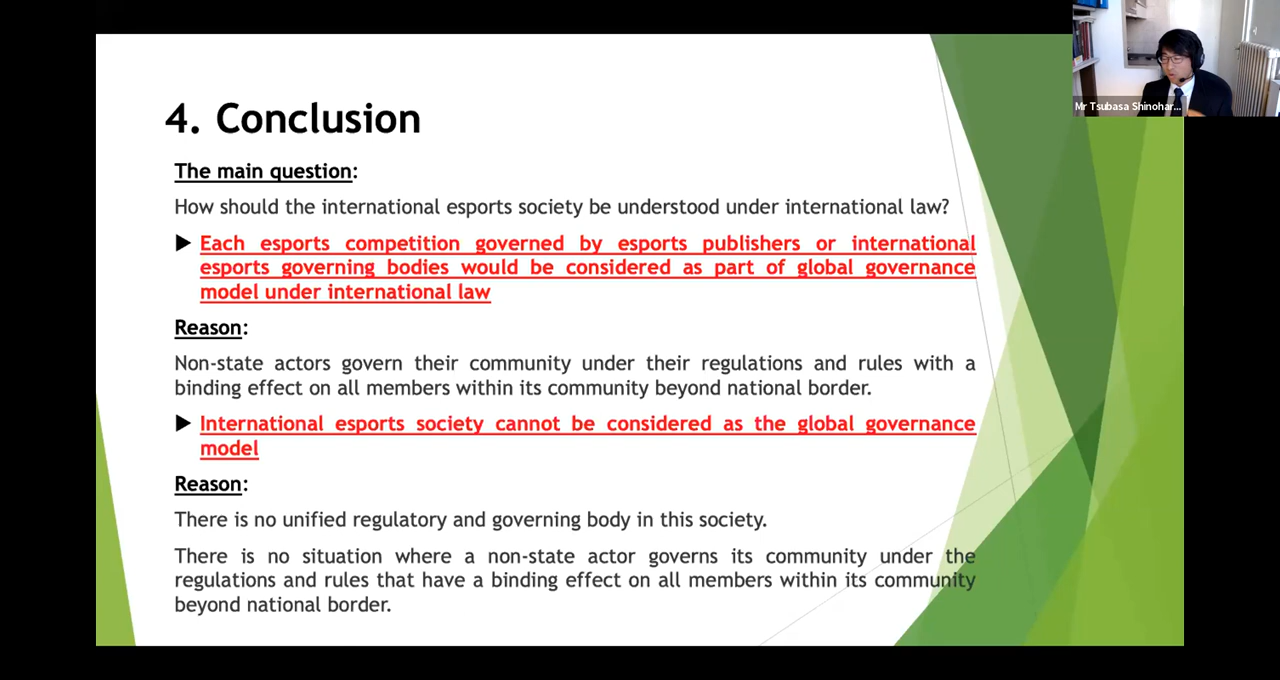 Mr Tsubasa Shinohar...
4. Conclusion
The main question:
How should the international esports society be understood under international law?
Each esports competition governed by esports publishers or international
esports governing bodies would be considered as part of global governance
model under international law
Reason:
Non-state actors govern their community under their regulations and rules with a
binding effect on all members within its community beyond national border.
International esports society cannot be considered as the global governance
model
Reason:
There is no unified regulatory and governing body in this society.
There is no situation where a non-state actor governs its community under the
regulations and rules that have a binding effect on all members within its community
beyond national border.